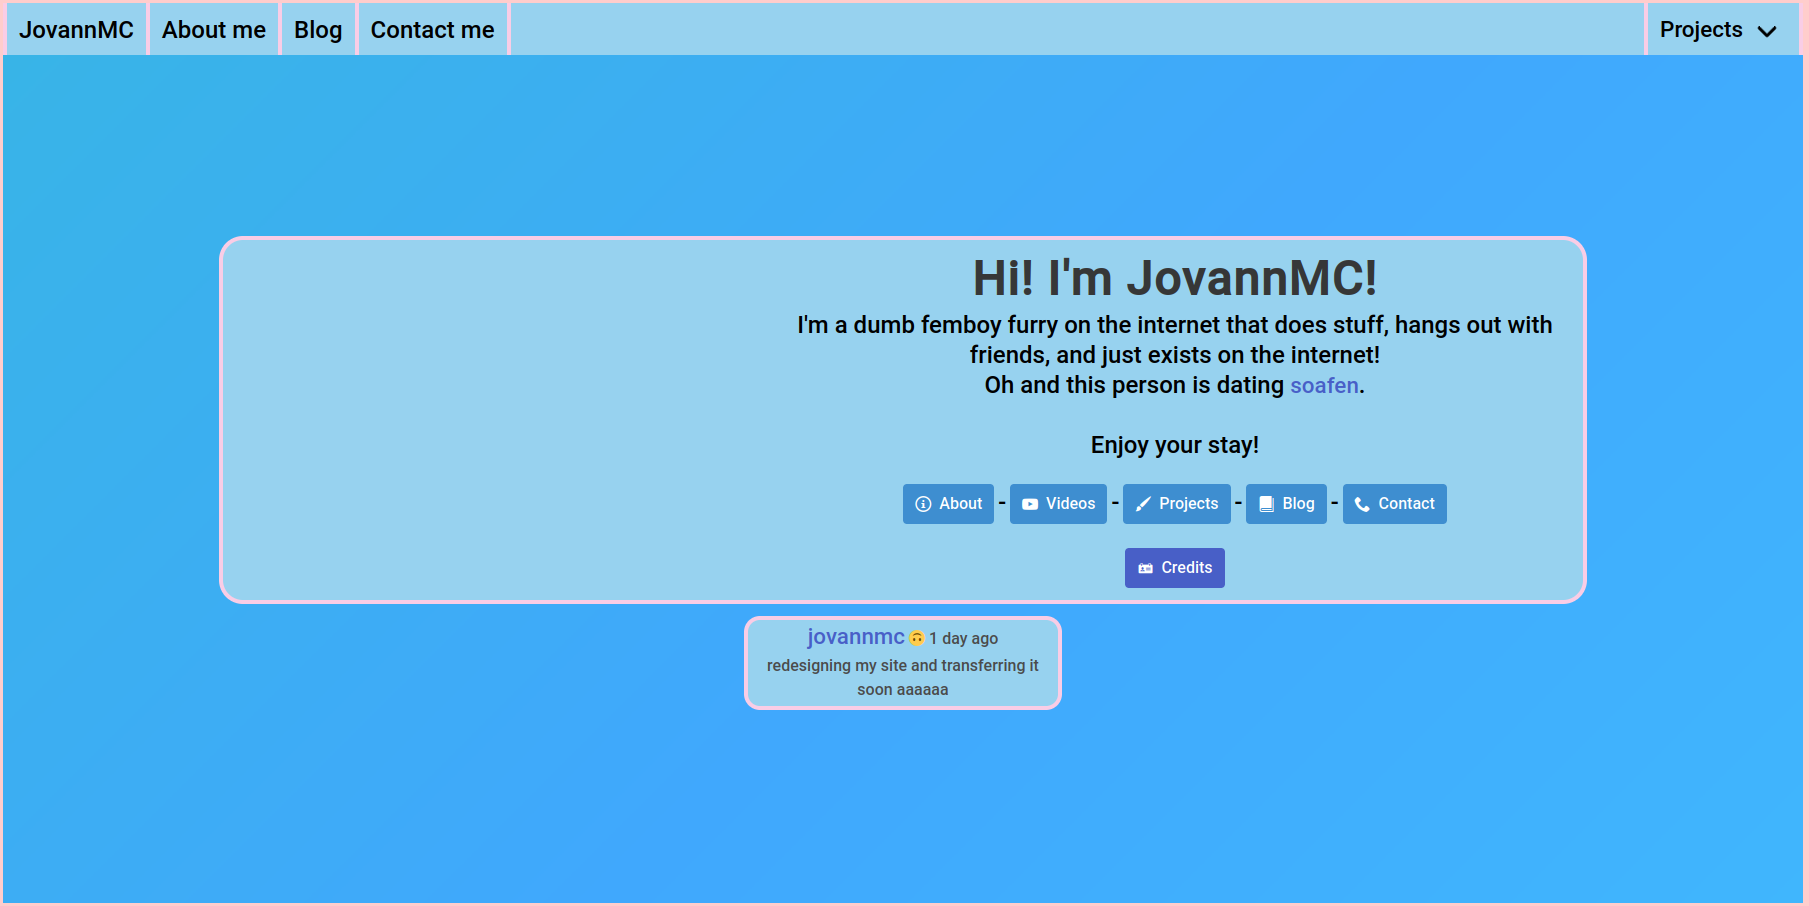 JovannMC About me Blog Contact me Projects
Hi! I'm JovannMC!
I'm a dumb femboy furry on the internet that does stuff, hangs out with
friends, and just exists on the internet!
Oh and this person is dating soafen.
Enjoy your stay!
About - Videos - Projects - Blog - Contact
Credits
jovannmc 🙃 1 day ago
redesigning my site and transferring it
soon aaaaaa